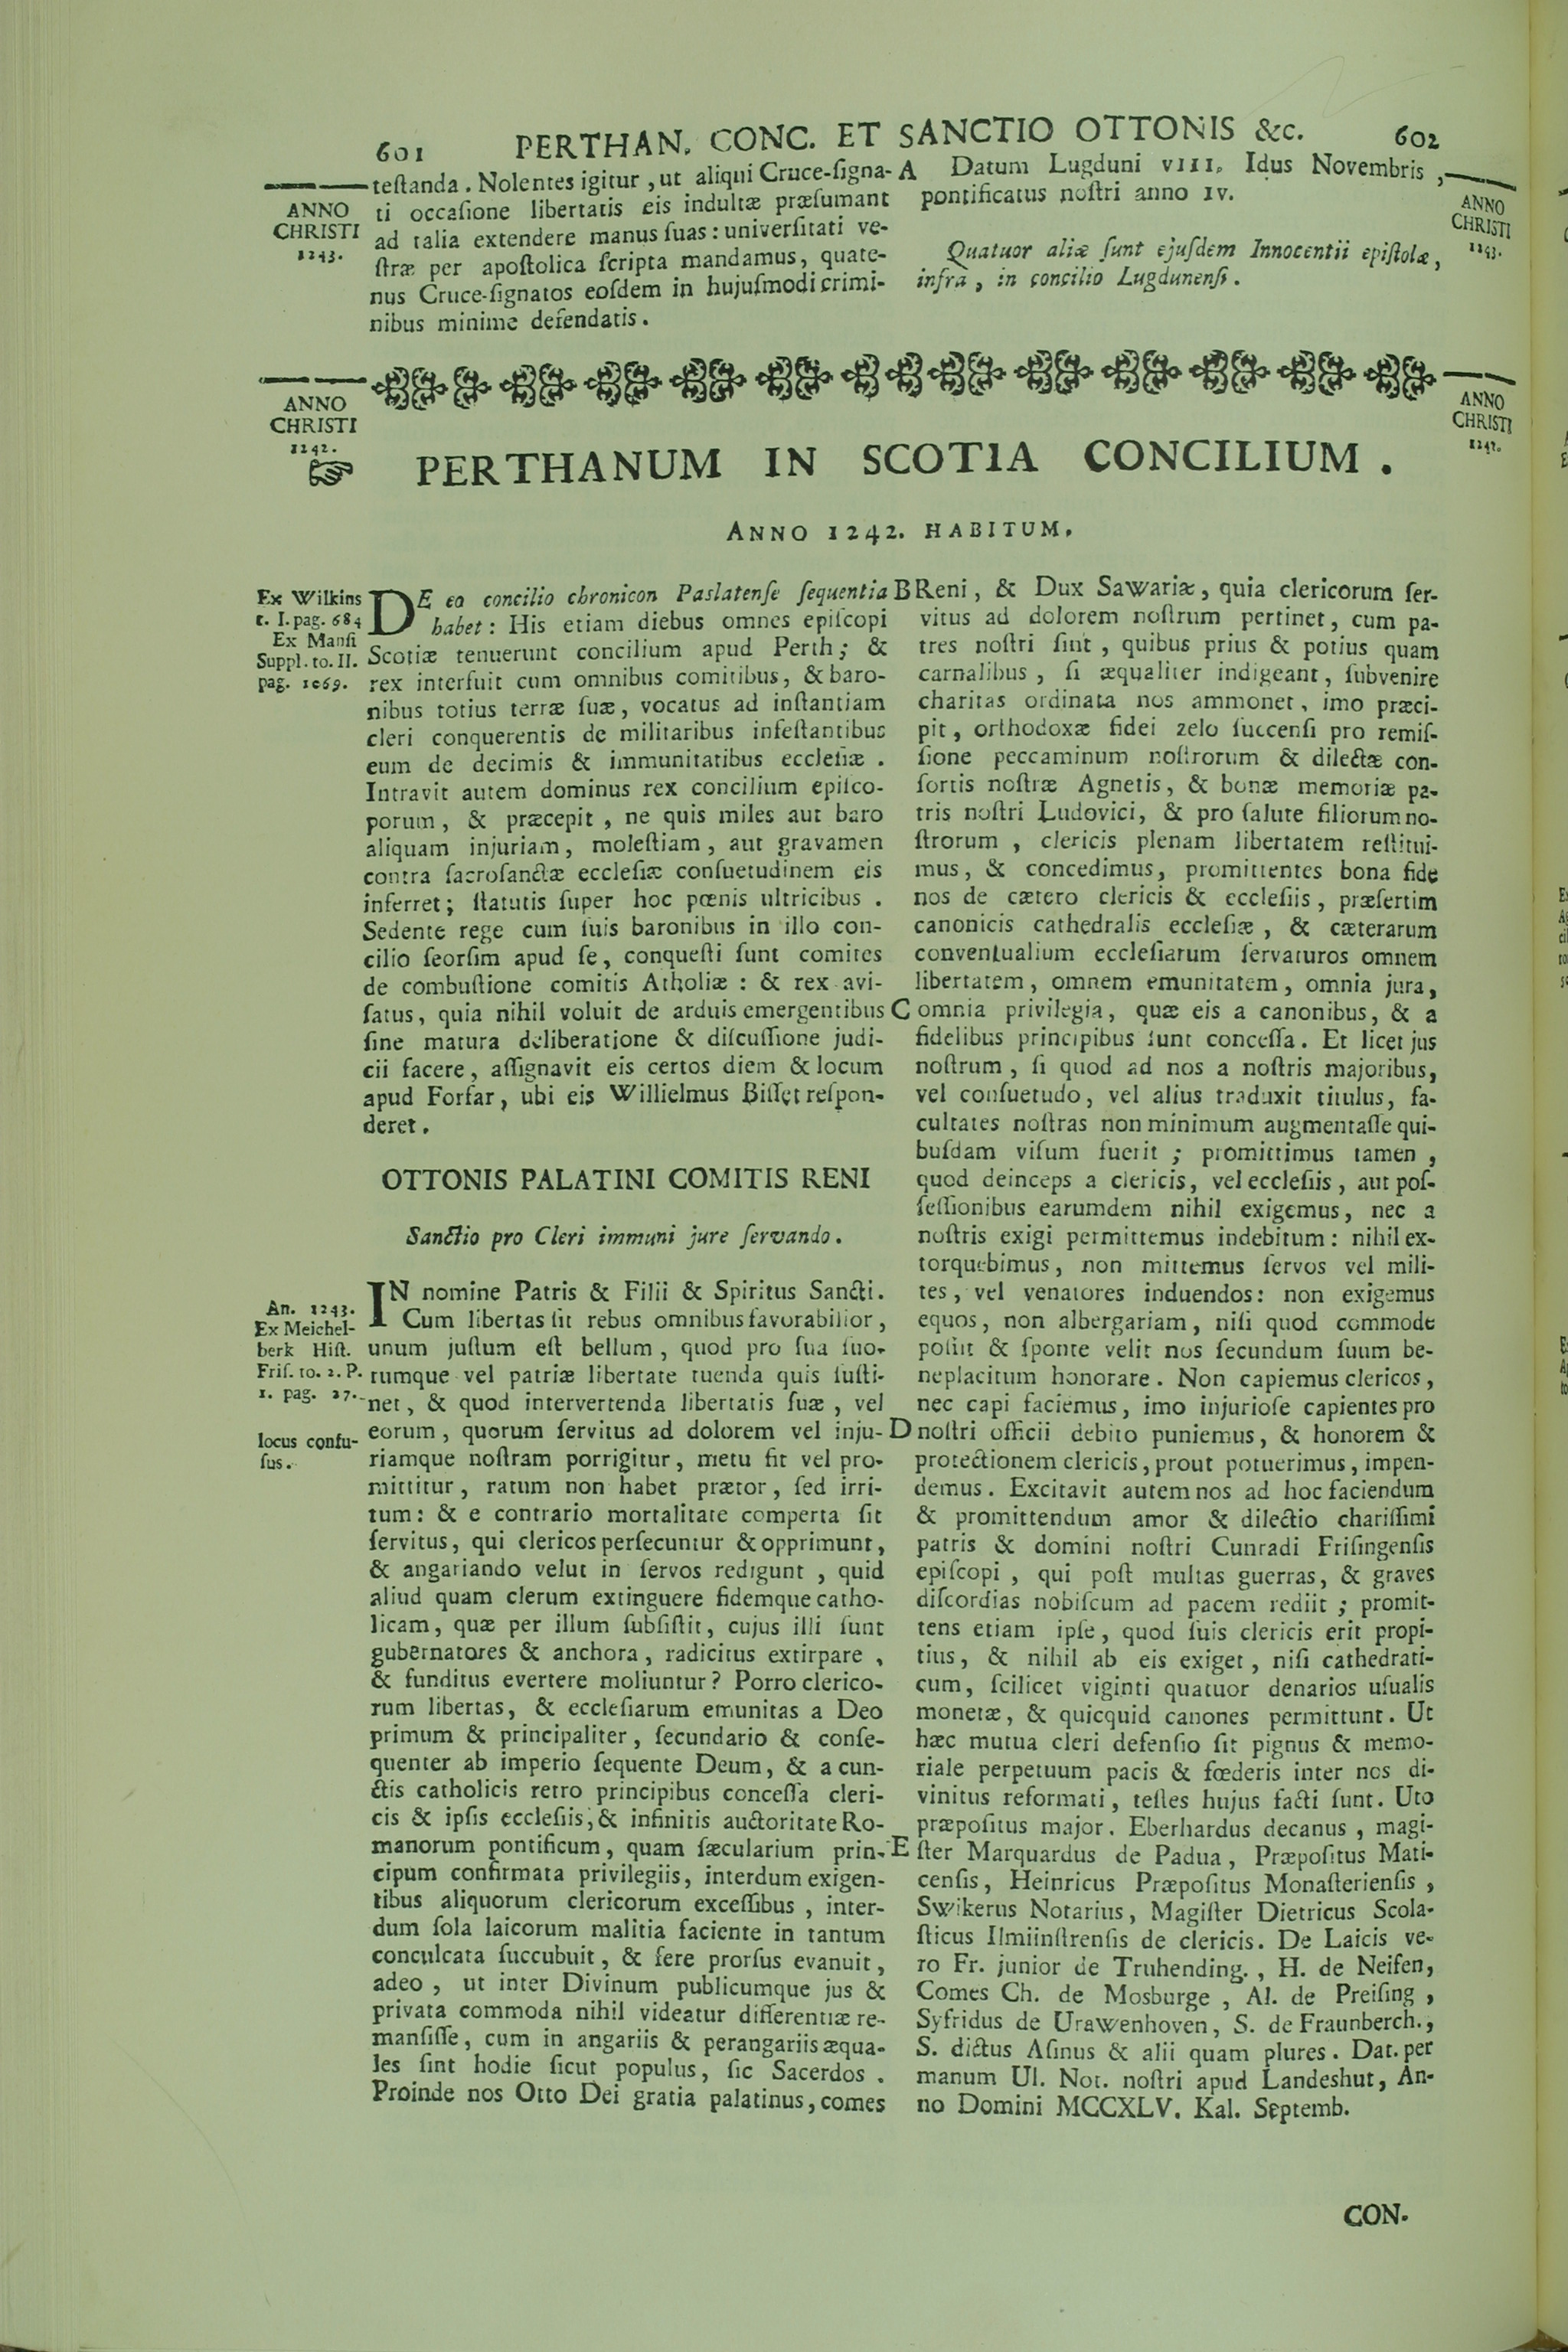 601 PERTHAN. CONC. ET SANCTIO OTTONIS &c. 602
ANNO
CHRISTI
1243.
teſtanda. Nolentes igitur, ut aliqui Cruce-ſigna-
ti occaſione libertatis eis indultæ præſumant
ad talia extendere manus ſuas: univerſitati ve-
ſtræ per apoſtolica ſcripta mandamus, quate-
nus Cruce-ſignatos eoſdem in hujuſmodi crimi-
nibus minime defendatis.
A
Datum Lugduni VIII. Idus Novembris,
pontificatus noſtri anno IV.
Quatuor aliæ ſunt ejuſdem Innocentii epiſtolæ,
infra, in concilio Lugdunenſi.
ANNO
CHRISTI
1243.
ANNO
CHRISTI
1242.
ANNO
CHRISTI
1242.
PERTHANUM IN SCOTIA CONCILIUM.
ANNO 1242. HABITUM.
Ex Wilkins
t. I. pag. 684
Ex Manſi
Suppl. to. II.
pag. 1069.
DE eo concilio chronicon Paslatenſe ſequentia
habet: His etiam diebus omnes epiſcopi
Scotiæ tenuerunt concilium apud Perth; &
rex interfuit cum omnibus comitibus, & baro-
nibus totius terræ ſuæ, vocatus ad inſtantiam
cleri conquerentis de militaribus infeſtantibus
eum de decimis & immunitatibus eccleſiæ.
Intravit autem dominus rex concilium epiſco-
porum, & præcepit, ne quis miles aut baro
aliquam injuriam, moleſtiam, aut gravamen
contra ſacroſanctæ eccleſiæ conſuetudinem eis
inferret; ſtatutis ſuper hoc pœnis ultricibus.
Sedente rege cum ſuis baronibus in illo con-
cilio ſeorſim apud ſe, conqueſti ſunt comites
de combuſtione comitis Atholiæ: & rex avi-
ſatus, quia nihil voluit de arduis emergentibus
ſine matura deliberatione & diſcuſſione judi-
cii facere, aſſignavit eis certos diem & locum
apud Forfar, ubi eis Willielmus Biſſet reſpon-
deret.
OTTONIS PALATINI COMITIS RENI
Sanctio pro Cleri immuni jure ſervando.
An. 1243.
Ex Meichel-
berk Hiſt.
Friſ. to. 2. P.
1. pag. 27.
locus confu-
ſus.
IN nomine Patris & Filii & Spiritus Sancti.
Cum libertas ſit rebus omnibus favorabilior,
unum juſtum eſt bellum, quod pro ſua ſuo-
rumque vel patriæ libertate tuenda quis ſuſti-
net, & quod intervertenda libertatis ſuæ, vel
eorum, quorum ſervitus ad dolorem vel inju-
riamque noſtram porrigitur, metu fit vel pro-
mittitur, ratum non habet prætor, ſed irri-
tum: & e contrario mortalitate comperta ſit
ſervitus, qui clericos perſecuntur & opprimunt,
& angariando velut in ſervos redigunt, quid
aliud quam clerum extinguere fidemque catho-
licam, quæ per illum ſubſiſtit, cujus illi ſunt
gubernatores & anchora, radicitus extirpare,
& funditus evertere moliuntur? Porro clerico-
rum libertas, & eccleſiarum emunitas a Deo
primum & principaliter, ſecundario & conſe-
quenter ab imperio ſequente Deum, & a cun-
ctis catholicis retro principibus conceſſa cleri-
cis & ipſis eccleſiis, & infinitis auctoritate Ro-
manorum pontificum, quam ſæcularium prin-
cipum confirmata privilegiis, interdum exigen-
tibus aliquorum clericorum exceſſibus, inter-
dum ſola laicorum malitia faciente in tantum
conculcata ſuccubuit, & fere prorſus evanuit,
adeo, ut inter Divinum publicumque jus &
privata commoda nihil videatur differentiæ re-
manſiſſe, cum in angariis & perangariis æqua-
les ſint hodie ſicut populus, ſic Sacerdos.
Proinde nos Otto Dei gratia palatinus, comes
B
Reni, & Dux Sawariæ, quia clericorum ſer-
vitus ad dolorem noſtrum pertinet, cum pa-
tres noſtri ſint, quibus prius & potius quam
carnalibus, ſi æqualiter indigeant, ſubvenire
charitas ordinata nos ammonet, imo præci-
pit, orthodoxæ fidei zelo ſuccenſi pro remiſ-
ſione peccaminum noſtrorum & dilectæ con-
ſortis noſtræ Agnetis, & bonæ memoriæ pa-
tris noſtri Ludovici, & pro ſalute filiorum no-
ſtrorum, clericis plenam libertatem reſtitui-
mus, & concedimus, promittentes bona fide
nos de cætero clericis & eccleſiis, præſertim
canonicis cathedralis eccleſiæ, & cæterarum
conventualium eccleſiarum ſervaturos omnem
libertatem, omnem emunitatem, omnia jura,
C
omnia privilegia, quæ eis a canonibus, & a
fidelibus principibus ſunt conceſſa. Et licet jus
noſtrum, ſi quod ad nos a noſtris majoribus,
vel conſuetudo, vel alius traduxit titulus, fa-
cultates noſtras non minimum augmentaſſe qui-
buſdam viſum fuerit; promittimus tamen,
quod deinceps a clericis, vel eccleſiis, aut poſ-
ſeſſionibus earumdem nihil exigemus, nec a
noſtris exigi permittemus indebitum: nihil ex-
torquebimus, non mittemus ſervos vel mili-
tes, vel venatores induendos: non exigemus
equos, non albergariam, niſi quod commode
poſſit & ſponte velit nos ſecundum ſuum be-
neplacitum honorare. Non capiemus clericos,
nec capi faciemus, imo injurioſe capientes pro
D
noſtri officii debito puniemus, & honorem &
protectionem clericis, prout potuerimus, impen-
demus. Excitavit autem nos ad hoc faciendum
& promittendum amor & dilectio chariſſimi
patris & domini noſtri Cunradi Friſingenſis
epiſcopi, qui poſt multas guerras, & graves
diſcordias nobiſcum ad pacem rediit; promit-
tens etiam ipſe, quod ſuis clericis erit propi-
tius, & nihil ab eis exiget, niſi cathedrati-
cum, ſcilicet viginti quatuor denarios uſualis
monetæ, & quicquid canones permittunt. Ut
hæc mutua cleri defenſio ſit pignus & memo-
riale perpetuum pacis & fœderis inter nos di-
vinitus reformati, teſtes hujus facti ſunt. Uto
præpoſitus major. Eberhardus decanus, magi-
E
ſter Marquardus de Padua, Præpoſitus Mati-
cenſis, Heinricus Præpoſitus Monaſterienſis,
Swikerus Notarius, Magiſter Dietricus Scola-
ſticus Ilmiinſtrenſis de clericis. De Laicis ve-
ro Fr. junior de Truhending., H. de Neifen,
Comes Ch. de Mosburge, Al. de Preiſing,
Syfridus de Urawenhoven, S. de Fraunberch.,
S. dictus Aſinus & alii quam plures. Dat. per
manum Ul. Not. noſtri apud Landeshut, An-
no Domini MCCXLV. Kal. Septemb.
CON-